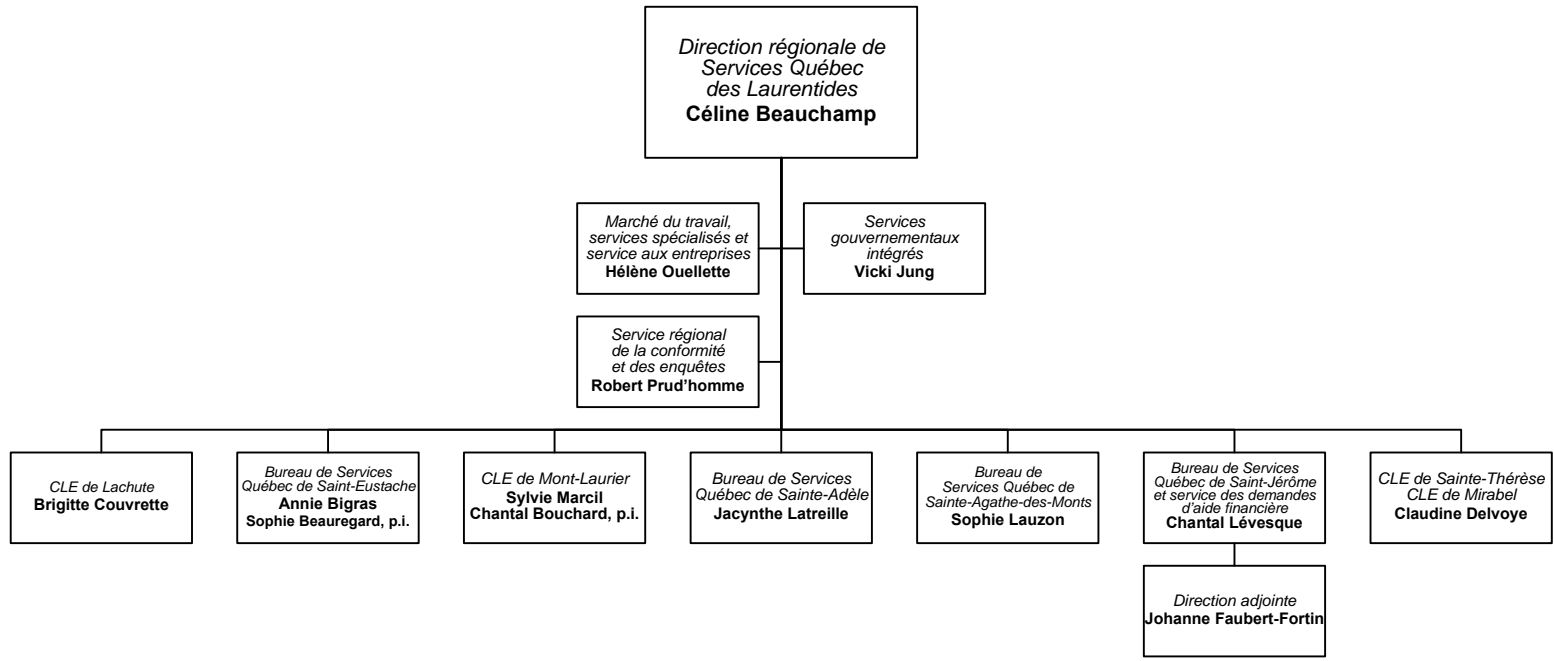 Direction régionale de
Services Québec
des Laurentides
Céline Beauchamp
Marché du travail,
services spécialisés et
service aux entreprises
Hélène Ouellette
Services
gouvernementaux
intégrés
Vicki Jung
Service régional
de la conformité
et des enquêtes
Robert Prud’homme
CLE de Lachute
Brigitte Couvrette
Bureau de Services
Québec de Saint-Eustache
Annie Bigras
Sophie Beauregard, p.i.
CLE de Mont-Laurier
Sylvie Marcil
Chantal Bouchard, p.i.
Bureau de Services
Québec de Sainte-Adèle
Jacynthe Latreille
Bureau de
Services Québec de
Sainte-Agathe-des-Monts
Sophie Lauzon
Bureau de Services
Québec de Saint-Jérôme
et service des demandes
d’aide financière
Chantal Lévesque
CLE de Sainte-Thérèse
CLE de Mirabel
Claudine Delvoye
Direction adjointe
Johanne Faubert-Fortin